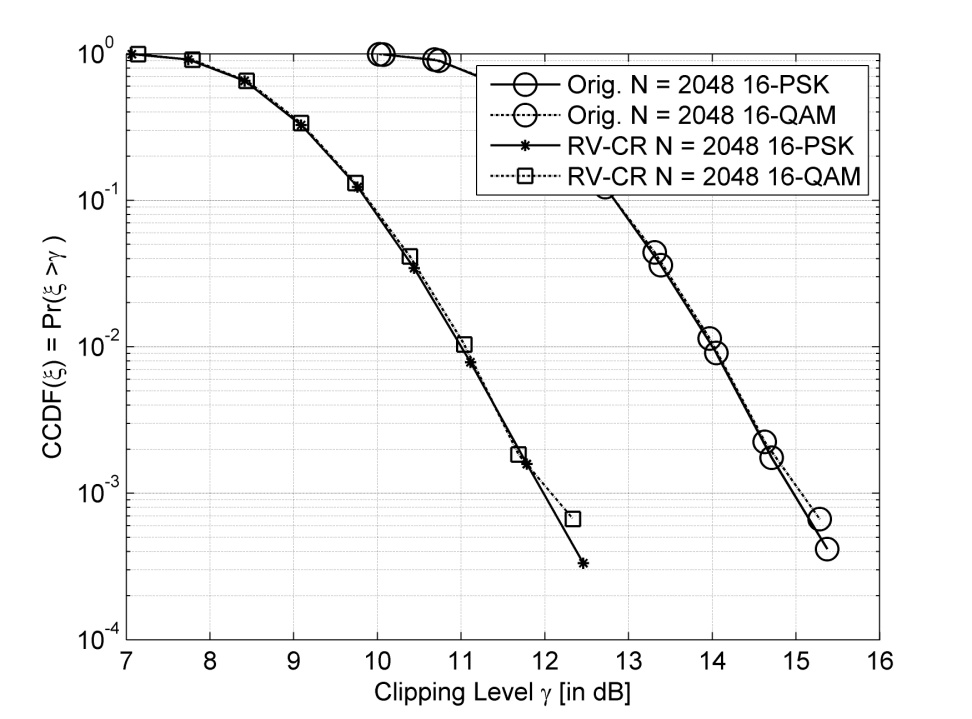 10^0
10^-1
10^-2
10^-3
10^-4
CCDF(ξ) = Pr(ξ >γ )
Orig. N = 2048 16-PSK
Orig. N = 2048 16-QAM
RV-CR N = 2048 16-PSK
RV-CR N = 2048 16-QAM
7 8 9 10 11 12 13 14 15 16
Clipping Level γ [in dB]